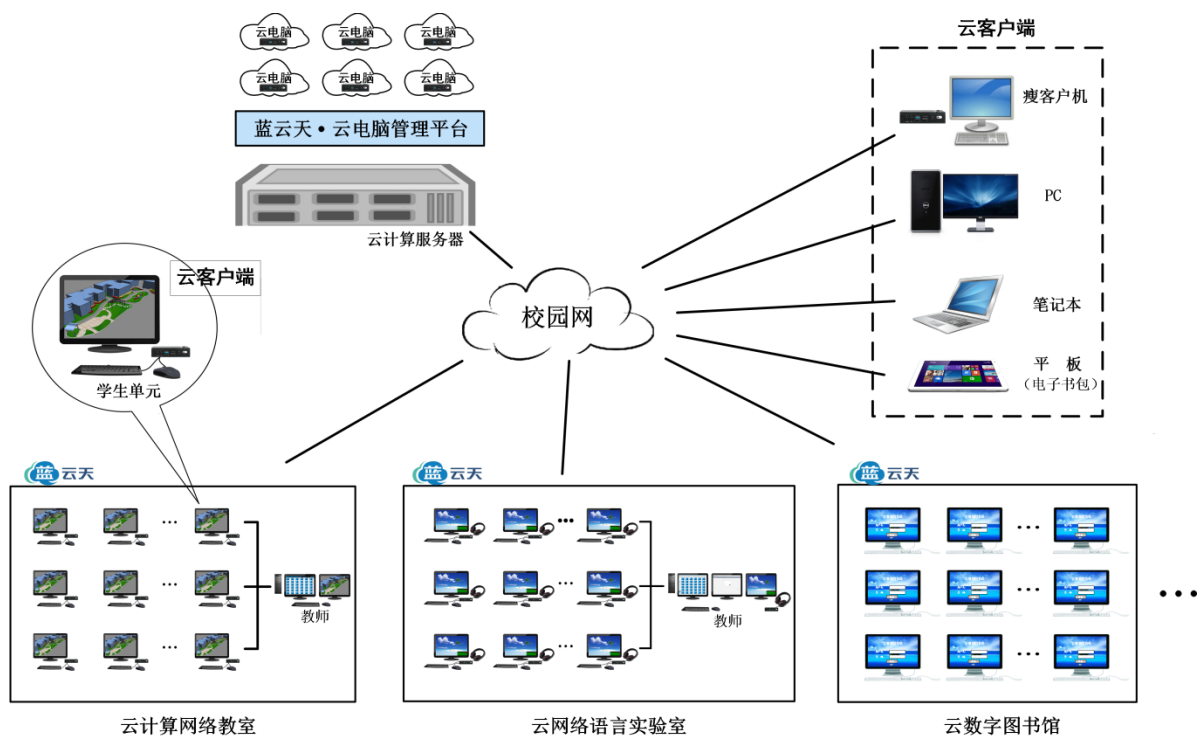 云电脑 云电脑 云电脑
云电脑 云电脑 云电脑
蓝云天·云电脑管理平台
云计算服务器
云客户端
瘦客户机
PC
笔记本
平 板
(电子书包)
云客户端
学生单元
校园网
蓝云天
教师
云计算网络教室
蓝云天
教师
云网络语言实验室
蓝云天
云数字图书馆